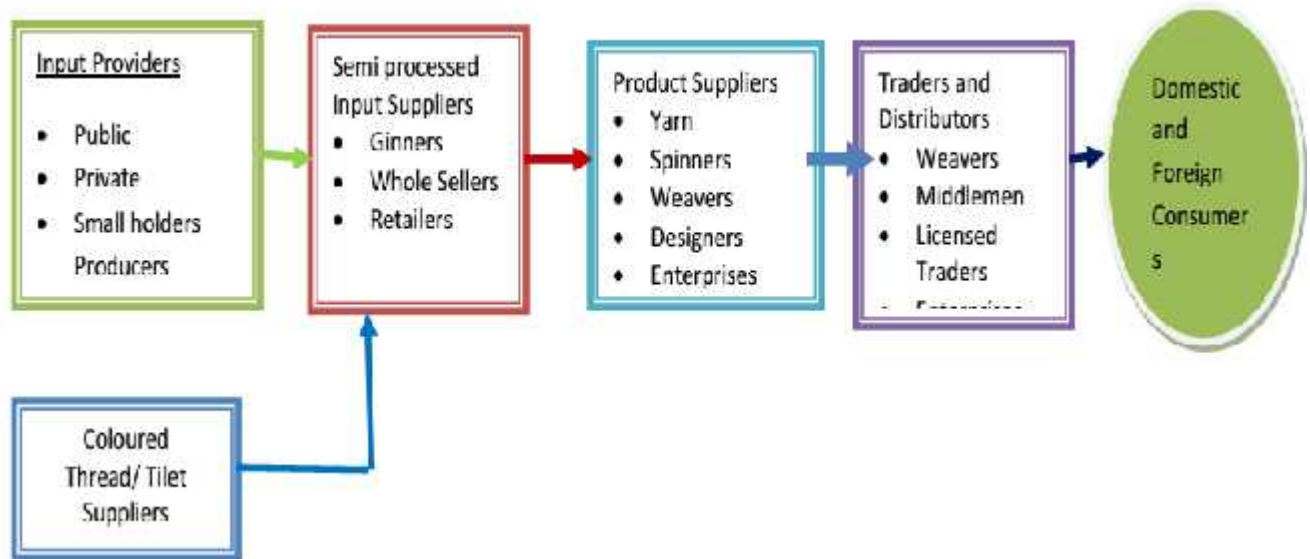 Input Providers
• Public
• Private
• Small holders
Producers
Semi processed
Input Suppliers
• Ginners
• Whole Sellers
• Retailers
Product Suppliers
• Yarn
• Spinners
• Weavers
• Designers
• Enterprises
Traders and
Distributors
• Weavers
• Middlemen
• Licensed
Traders
Domestic
and
Foreign
Consumer
s
Coloured
Thread/ Tilet
Suppliers